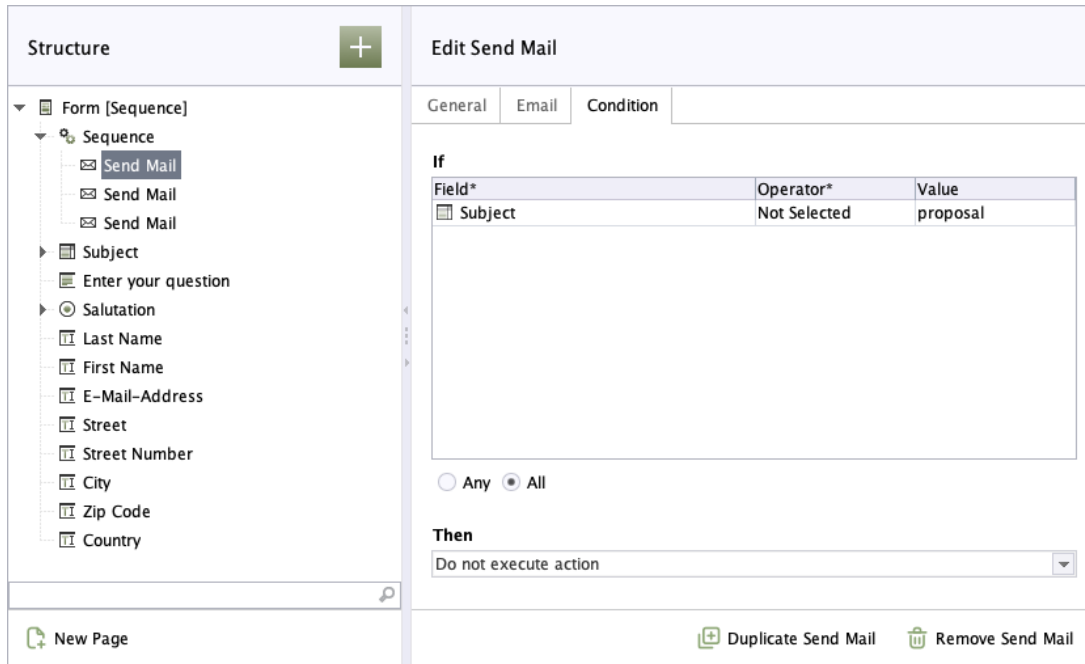 Structure
Form [Sequence]
Sequence
Send Mail
Send Mail
Send Mail
Subject
Enter your question
Salutation
Last Name
First Name
E-Mail-Address
Street
Street Number
City
Zip Code
Country
New Page
Edit Send Mail
General Email Condition
If
Field* Operator* Value
Subject Not Selected proposal
Any All
Then
Do not execute action
Duplicate Send Mail Remove Send Mail